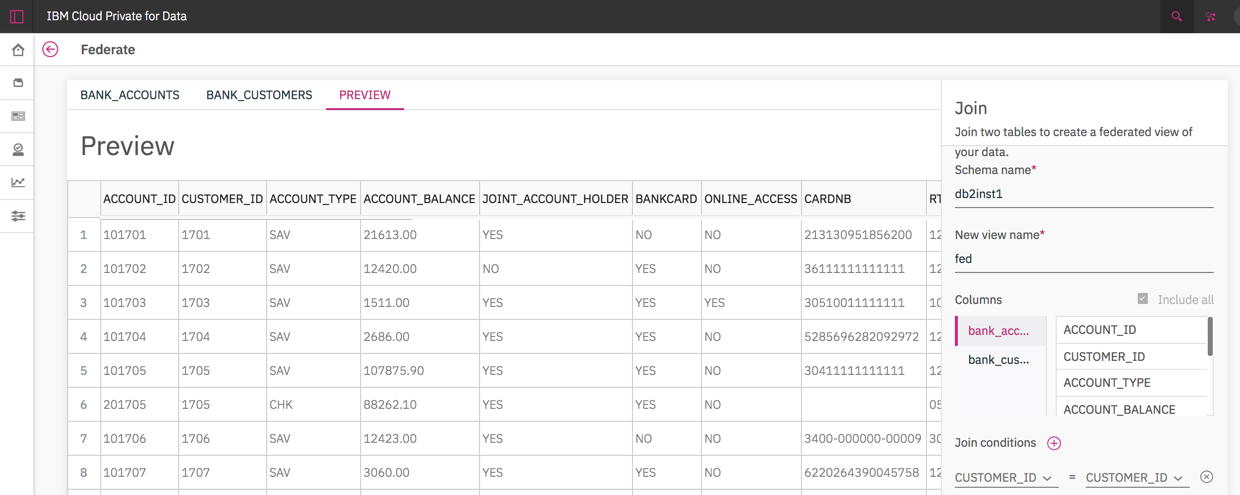 IBM Cloud Private for Data
Federate
BANK_ACCOUNTS BANK_CUSTOMERS PREVIEW
Preview
ACCOUNT_ID CUSTOMER_ID ACCOUNT_TYPE ACCOUNT_BALANCE JOINT_ACCOUNT_HOLDER BANKCARD ONLINE_ACCESS CARDNB RT
1 101701 1701 SAV 21613.00 YES NO NO 213130951856200 12
2 101702 1702 SAV 12420.00 NO YES NO 36111111111111 12
3 101703 1703 SAV 1511.00 YES YES YES 30510011111111 10
4 101704 1704 SAV 2686.00 YES YES NO 5285696282092972 12
5 101705 1705 SAV 107875.90 YES YES NO 30411111111111 12
6 201705 1705 CHK 88262.10 YES YES NO 05
7 101706 1706 SAV 12423.00 YES NO NO 3400-000000-00009 30
8 101707 1707 SAV 3060.00 YES YES NO 6220264390045758 12
Join
Join two tables to create a federated view of
your data.
Schema name*
db2inst1
New view name*
fed
Columns Include all
bank_acc...
bank_cus...
ACCOUNT_ID
CUSTOMER_ID
ACCOUNT_TYPE
ACCOUNT_BALANCE
Join conditions
CUSTOMER_ID = CUSTOMER_ID